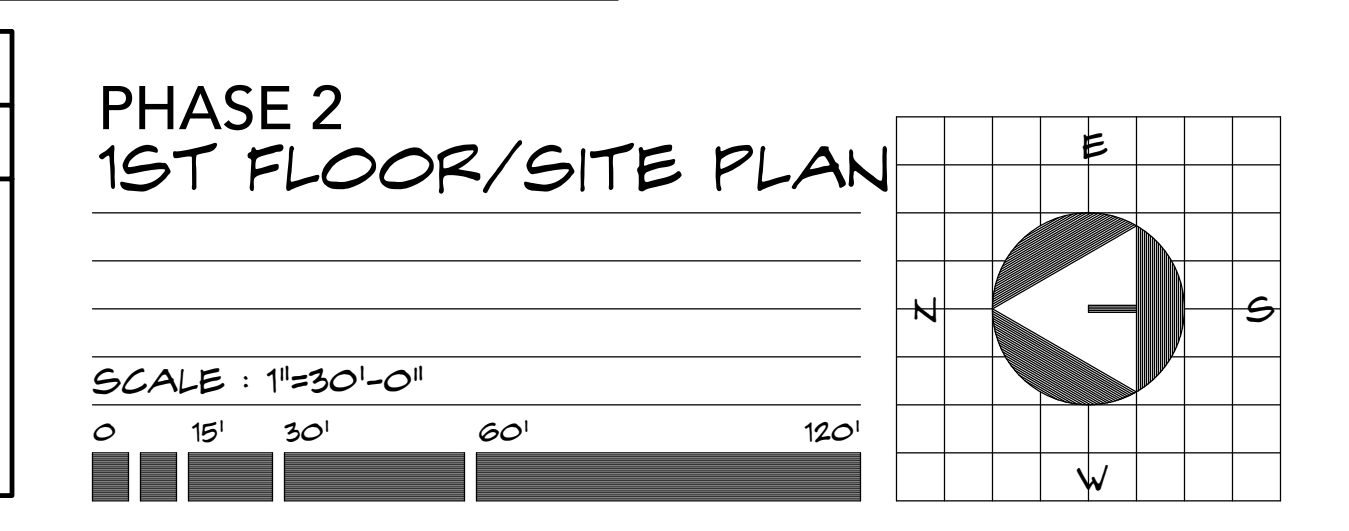 PHASE 2
1ST FLOOR/SITE PLAN
SCALE : 1"=30'-0"
0 15' 30' 60' 120'
E
N S
W